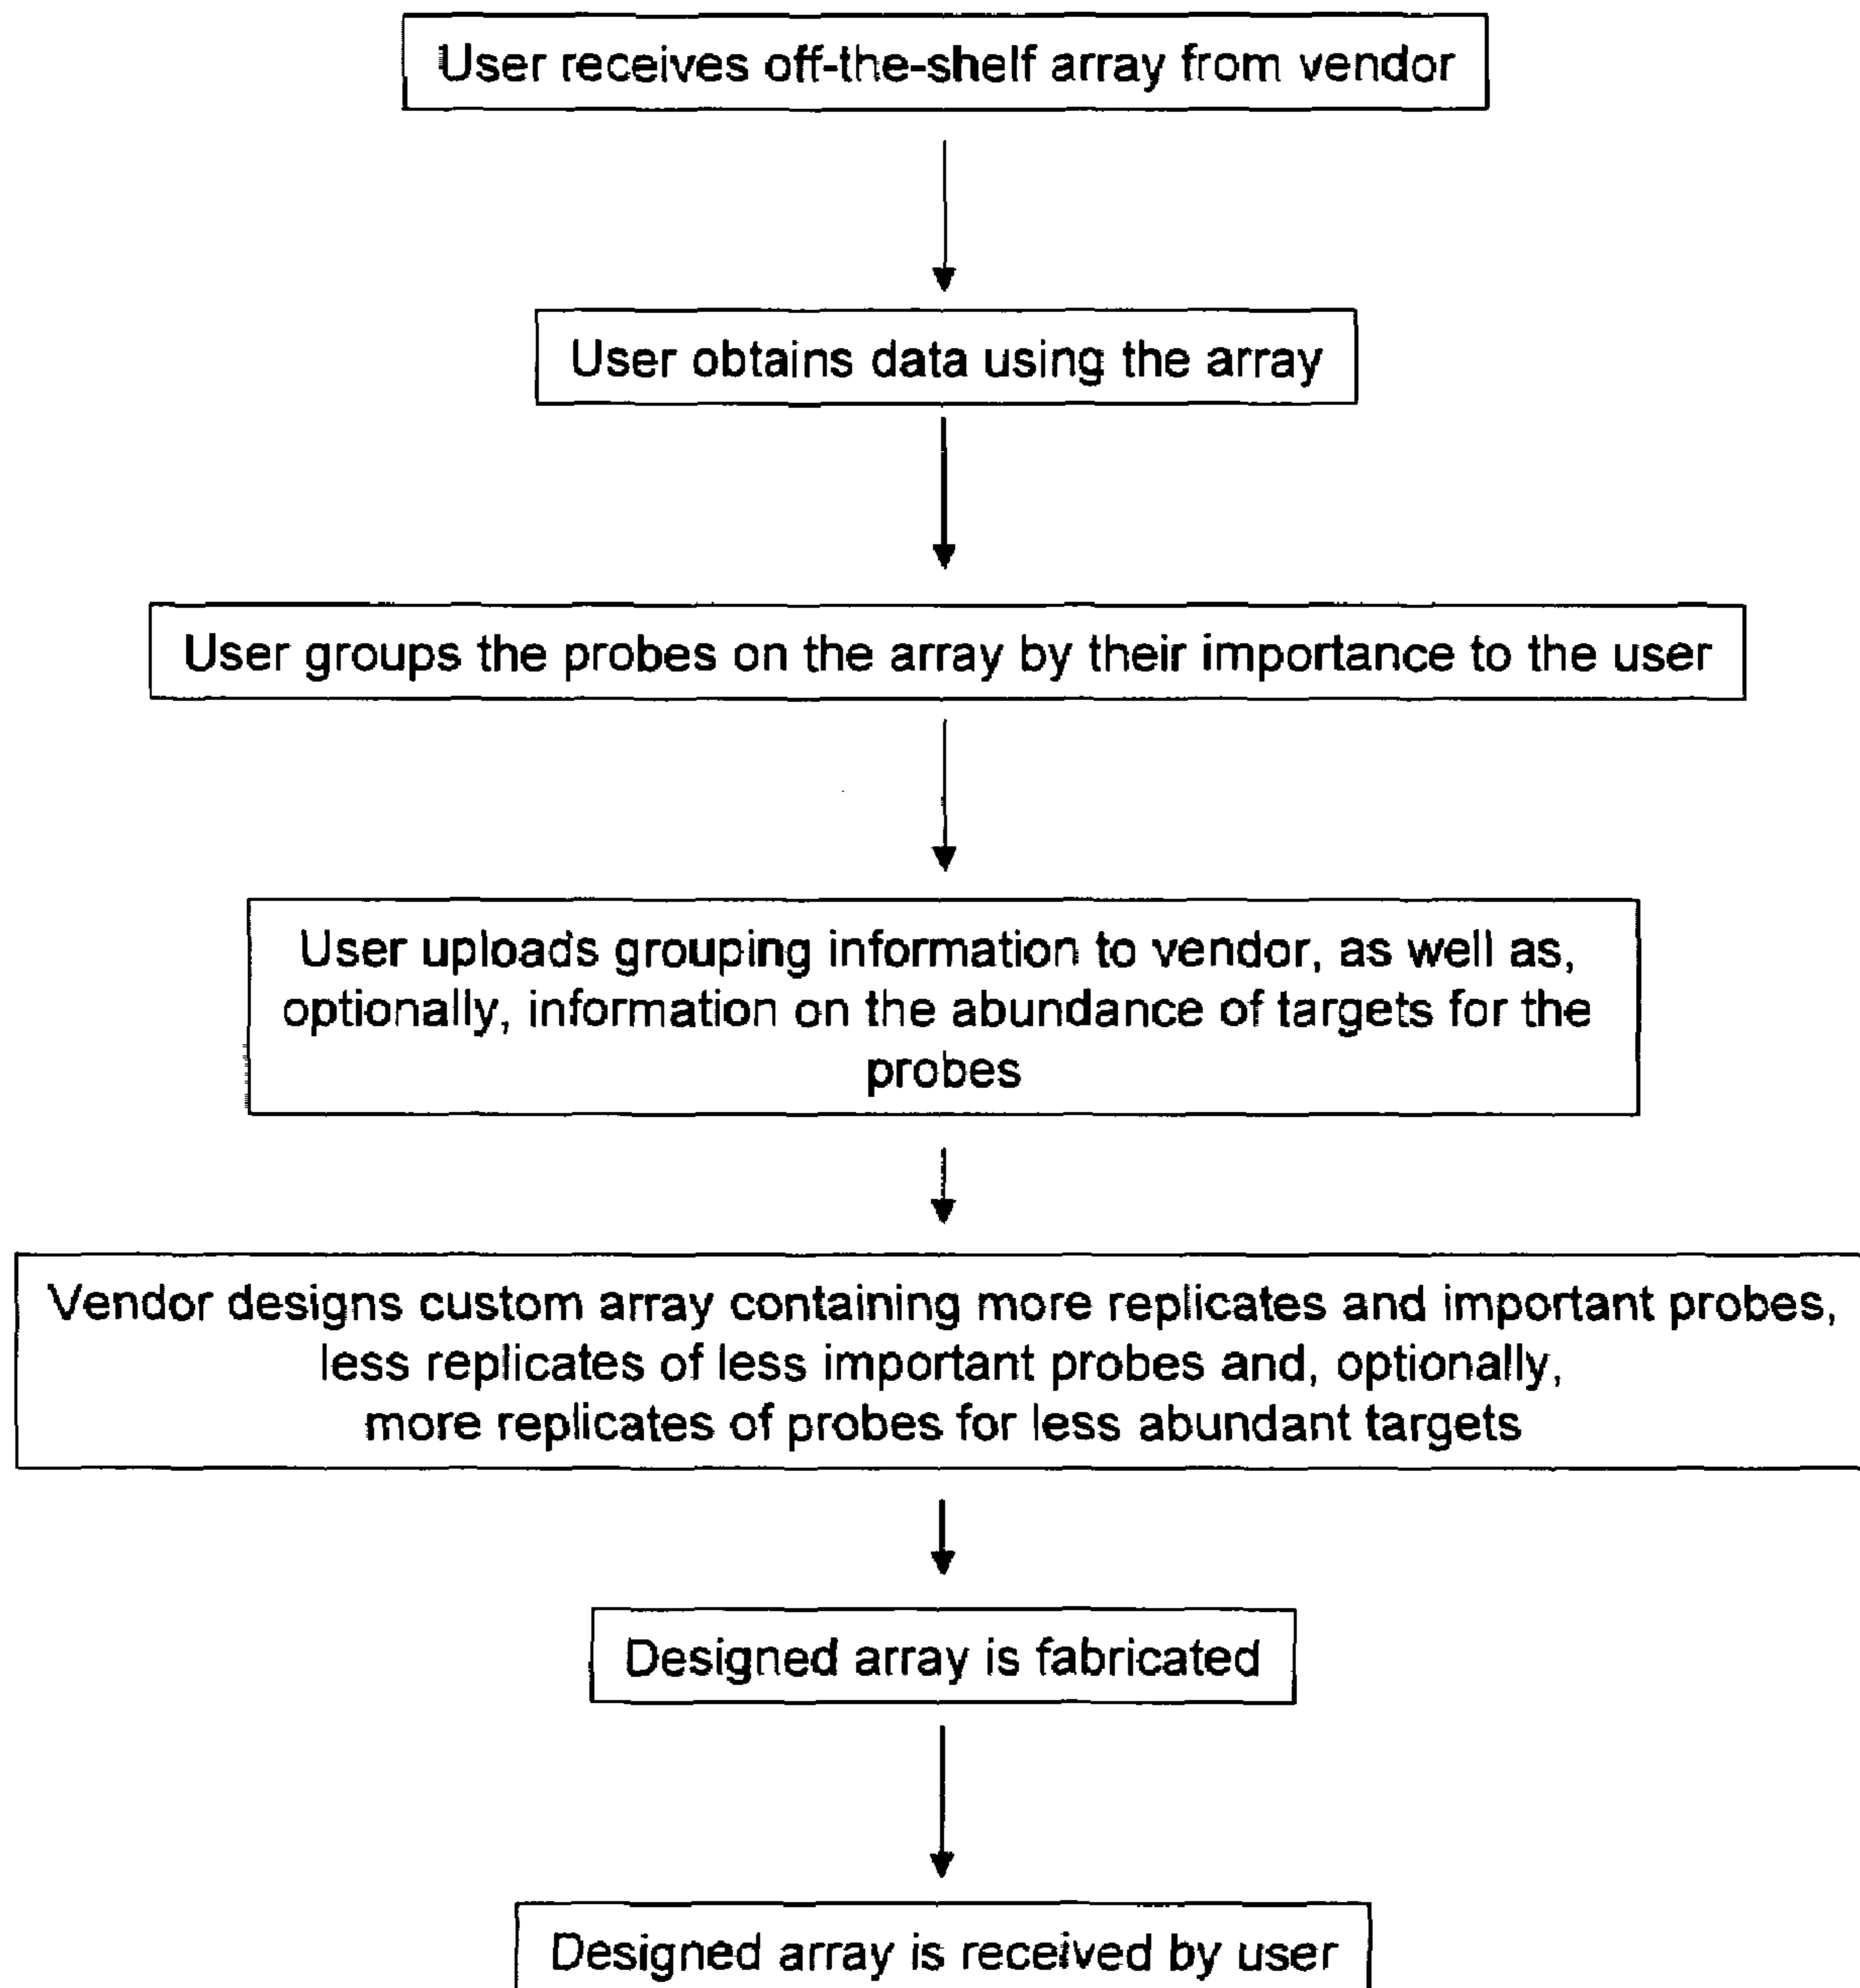 User receives off-the-shelf array from vendor
User obtains data using the array
User groups the probes on the array by their importance to the user
User uploads grouping information to vendor, as well as,
optionally, information on the abundance of targets for the
probes
Vendor designs custom array containing more replicates and important probes,
less replicates of less important probes and, optionally,
more replicates of probes for less abundant targets
Designed array is fabricated
Designed array is received by user